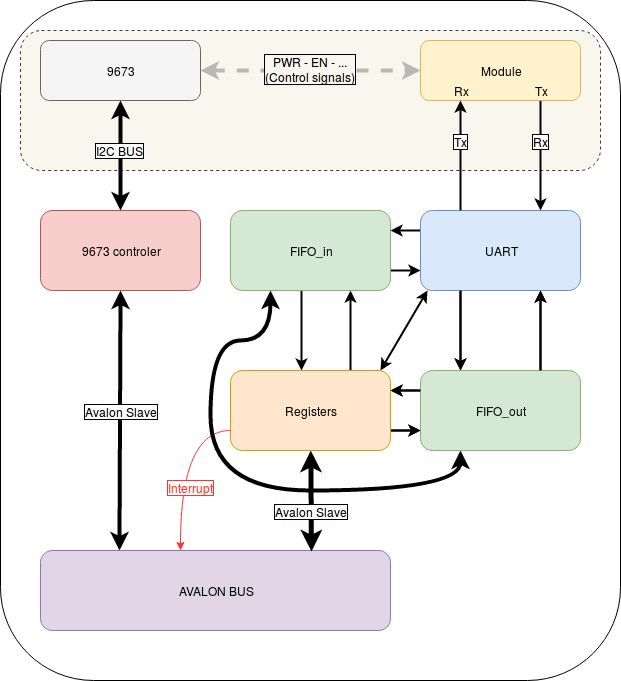 9673
PWR - EN - ...
(Control signals)
Module
Rx
Tx
I2C BUS
Tx
Rx
9673 controler
FIFO_in
UART
Avalon Slave
Registers
FIFO_out
Interrupt
Avalon Slave
AVALON BUS